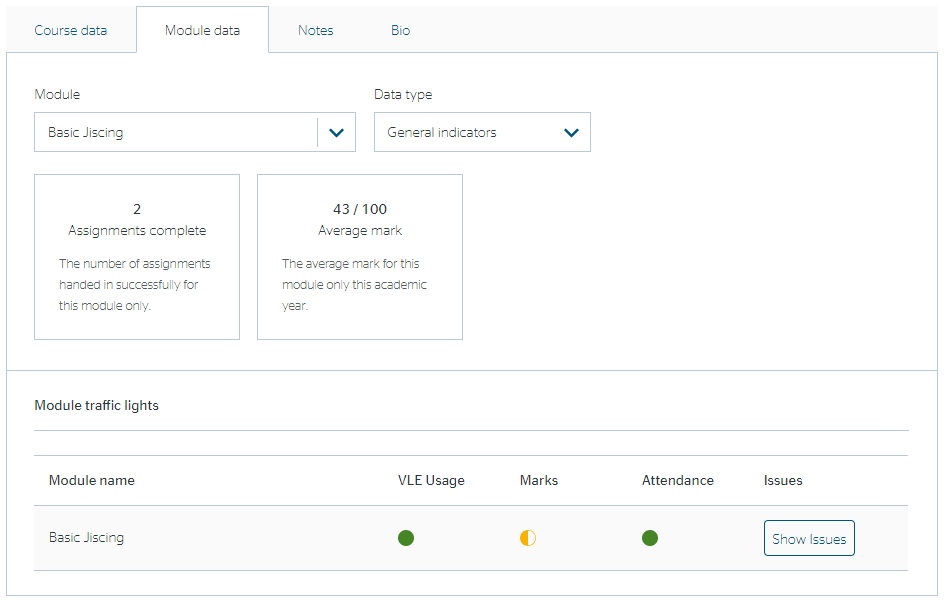 Course data Module data Notes Bio
Module Data type
Basic Jiscing General indicators
2
Assignments complete
The number of assignments
handed in successfully for
this module only.
43 / 100
Average mark
The average mark for this
module only this academic
year.
Module traffic lights
Module name VLE Usage Marks Attendance Issues
Basic Jiscing Show Issues